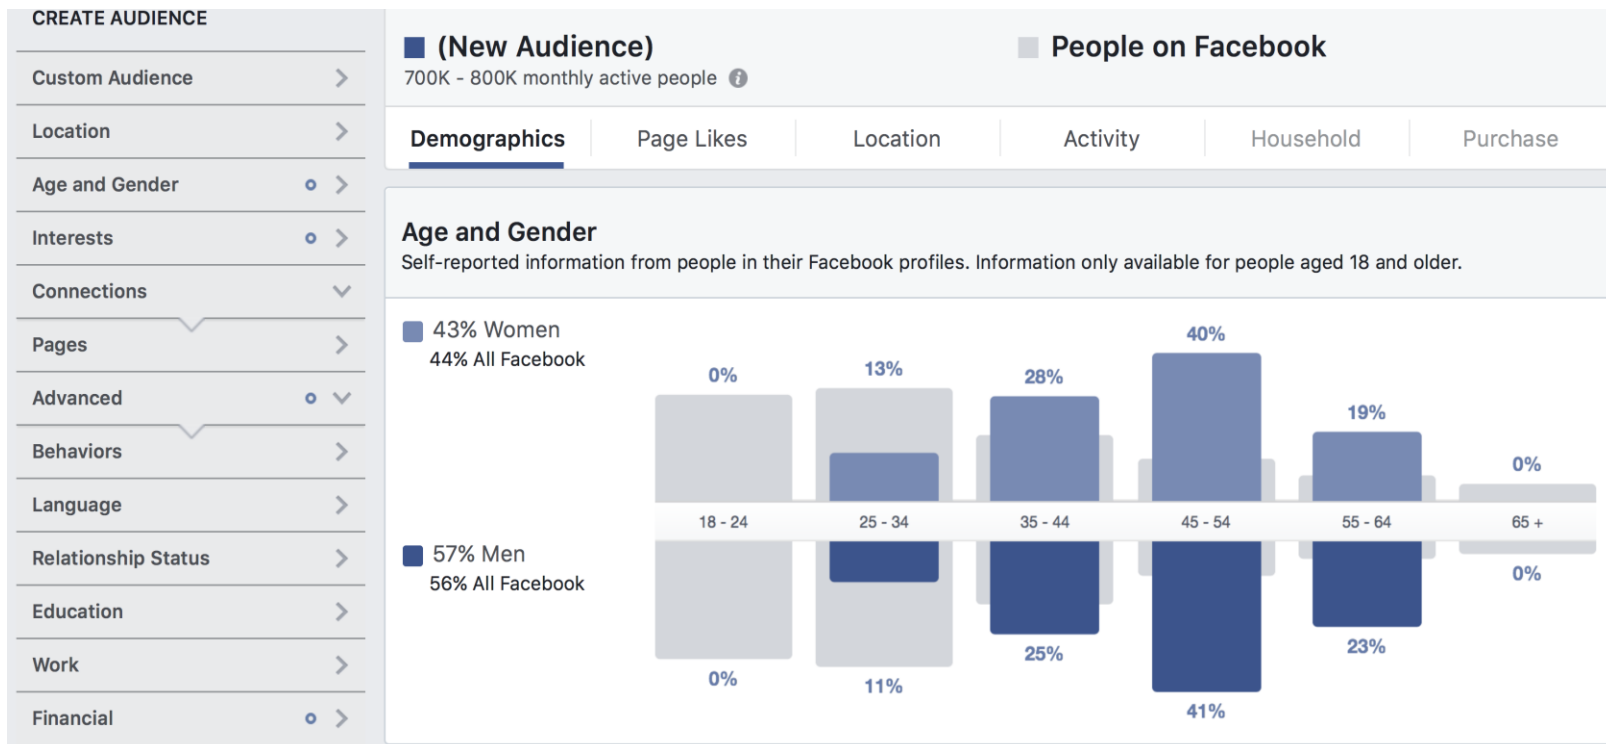 CREATE AUDIENCE
Custom Audience
Location
Age and Gender
Interests
Connections
Pages
Advanced
Behaviors
Language
Relationship Status
Education
Work
Financial
(New Audience)
700K - 800K monthly active people
People on Facebook
Demographics
Page Likes
Location
Activity
Household
Purchase
Age and Gender
Self-reported information from people in their Facebook profiles. Information only available for people aged 18 and older.
43% Women
44% All Facebook
0%
13%
28%
40%
19%
0%
18 - 24
25 - 34
35 - 44
45 - 54
55 - 64
65 +
57% Men
56% All Facebook
0%
11%
25%
41%
23%
0%